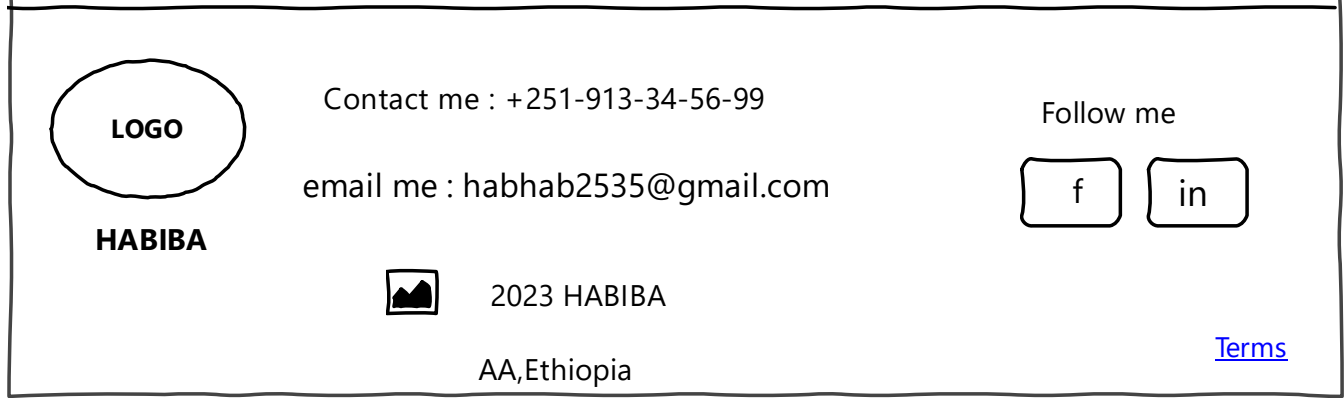 LOGO
HABIBA
Contact me : +251-913-34-56-99
email me : habhab2535@gmail.com
2023 HABIBA
AA,Ethiopia
Follow me
f
in
Terms